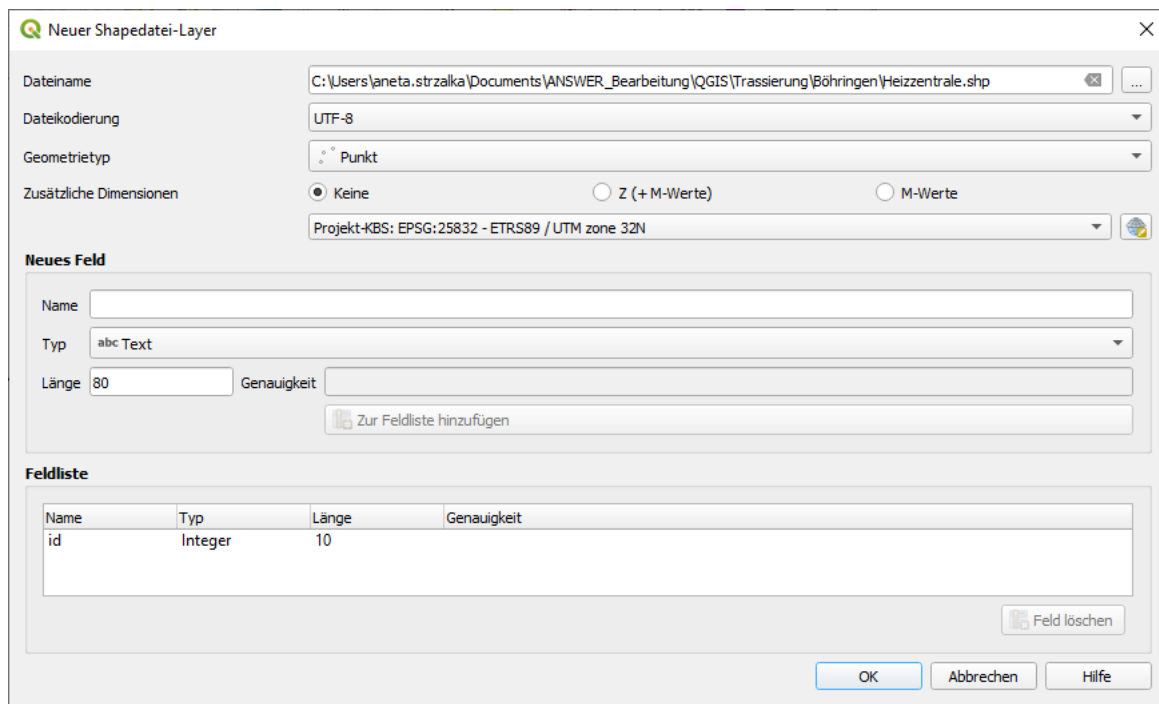 Neuer Shapedatei-Layer
Dateiname C:\Users\aneta.strzalka\Documents\ANSWER_Bearbeitung\QGIS\Trassierung\Böhringen\Heizzentrale.shp ...
Dateikodierung UTF-8
Geometrietyp Punkt
Zusätzliche Dimensionen Keine Z (+ M-Werte) M-Werte
Projekt-KBS: EPSG:25832 - ETRS89 / UTM zone 32N
Neues Feld
Name
Typ abc Text
Länge 80 Genauigkeit
Zur Feldliste hinzufügen
Feldliste
Name Typ Länge Genauigkeit
id Integer 10
Feld löschen
OK Abbrechen Hilfe